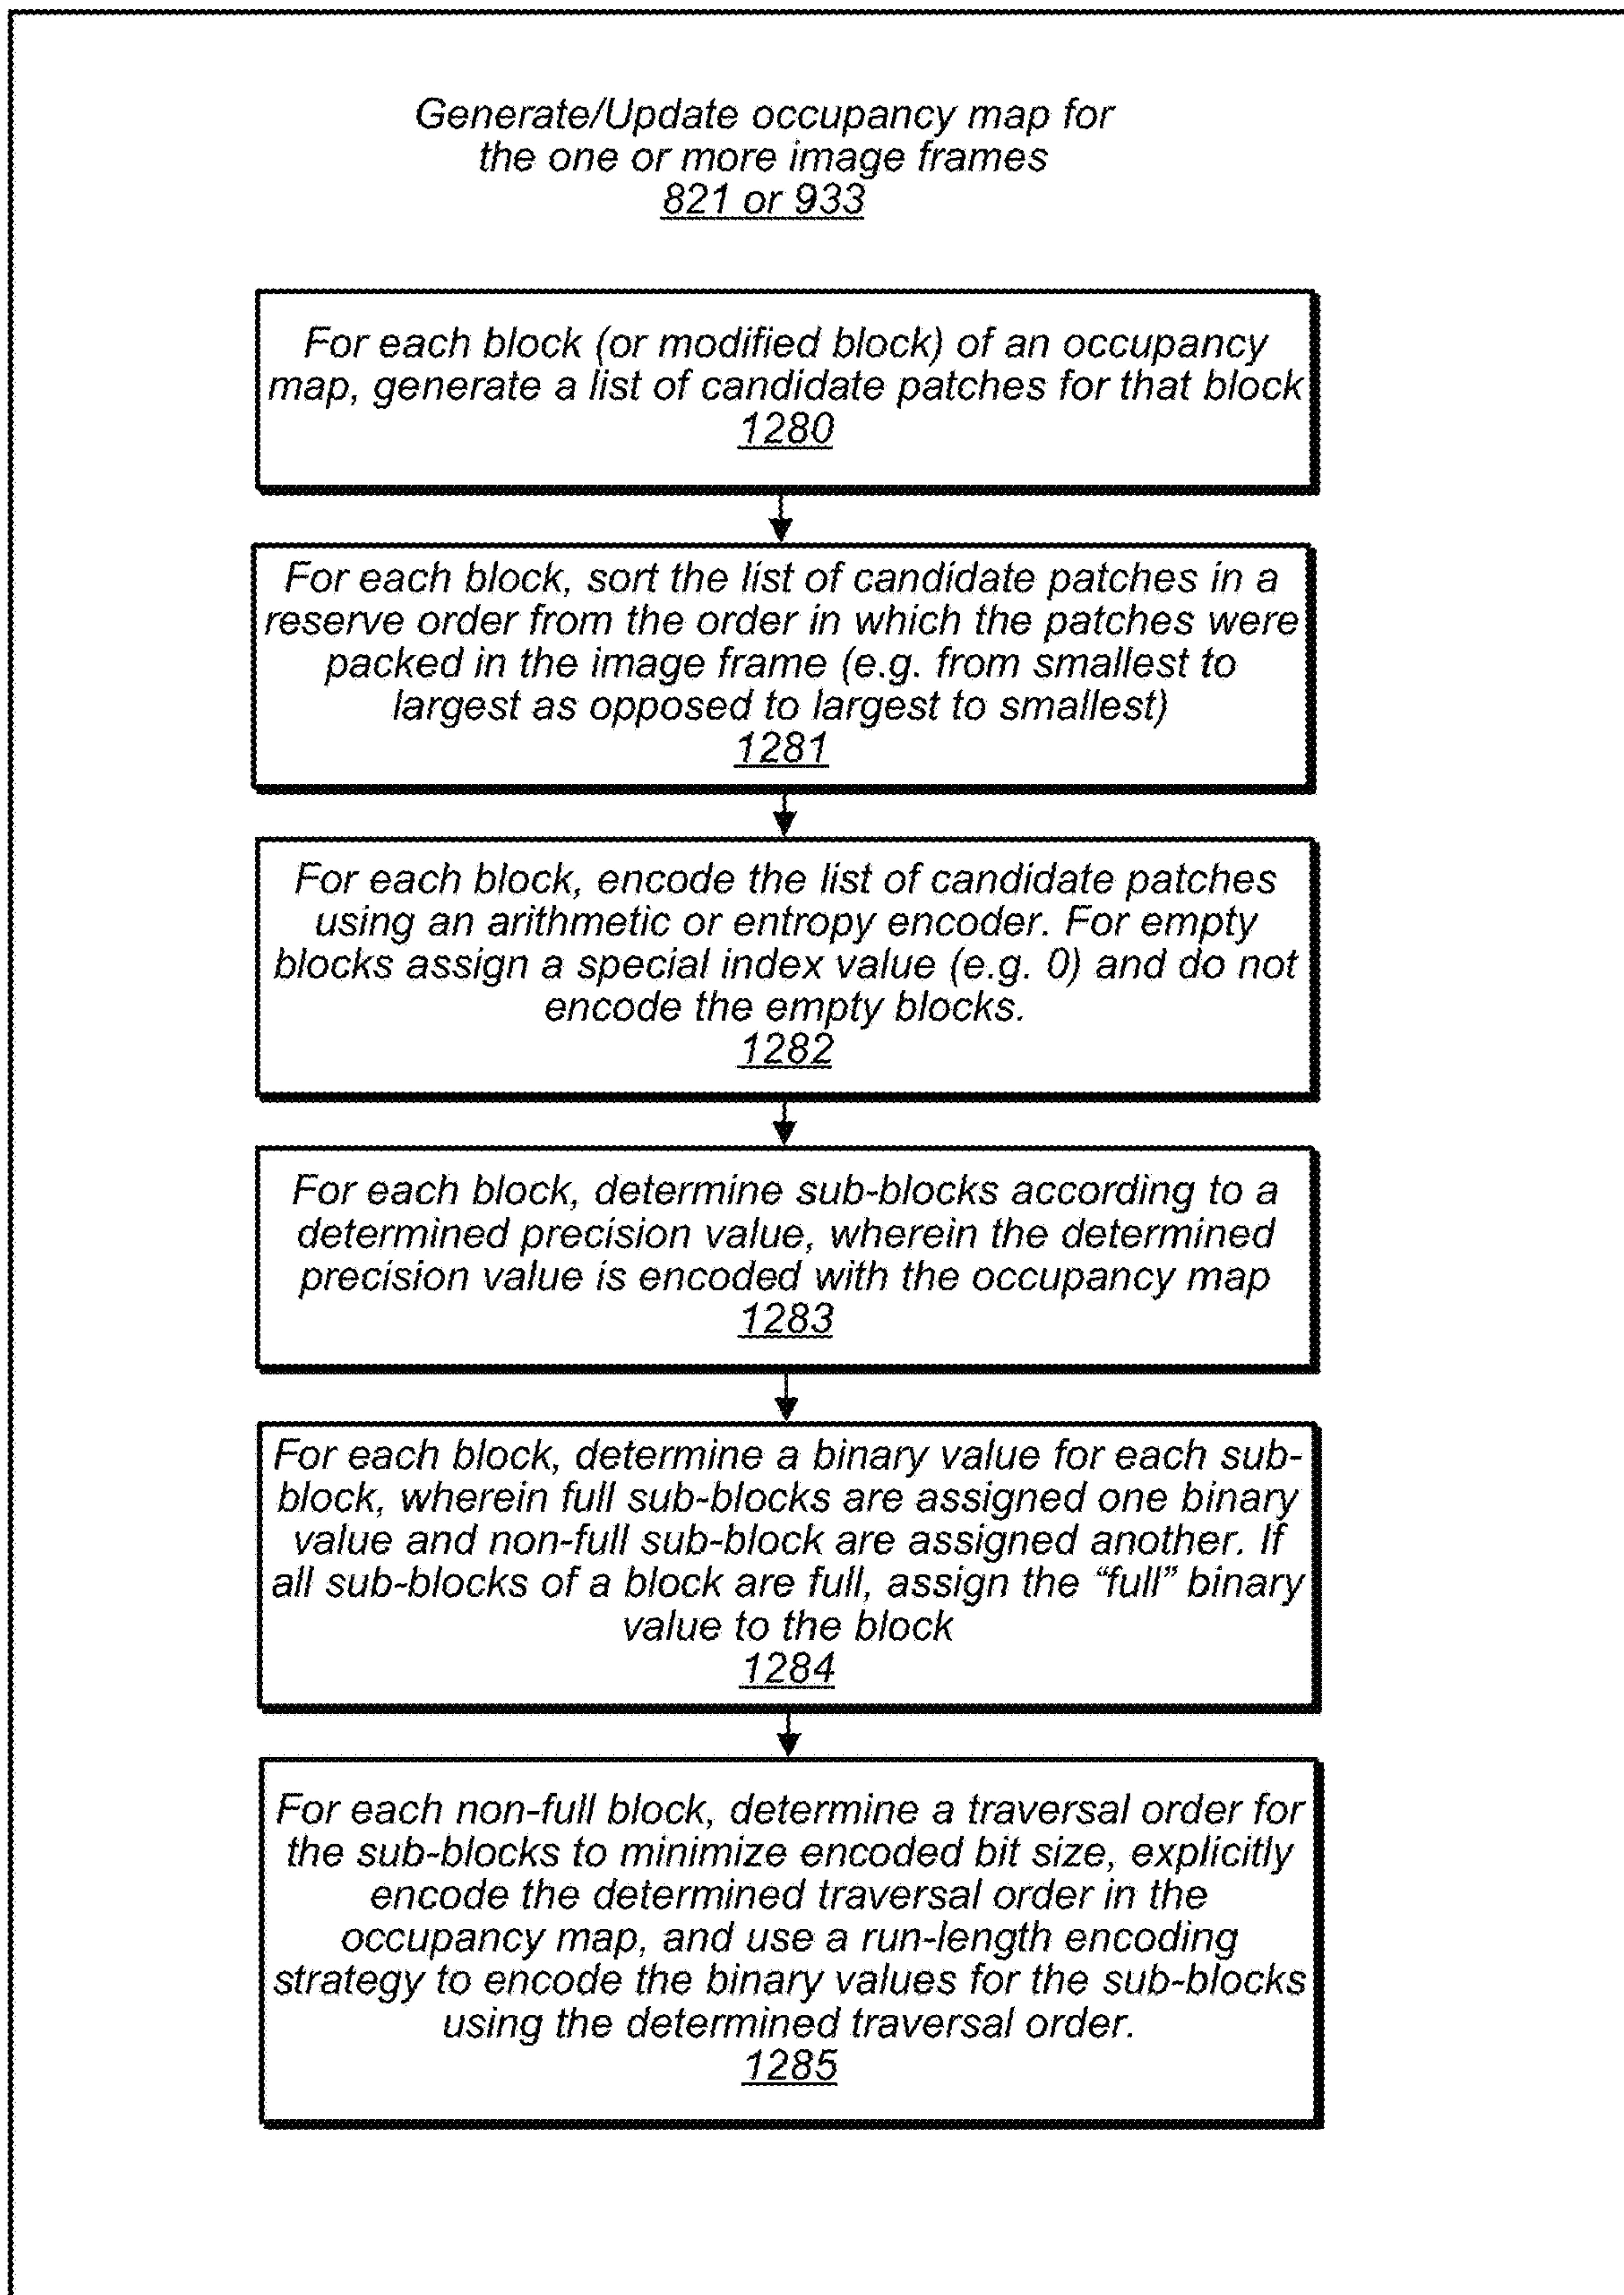 Generate/Update occupancy map for
the one or more image frames
821 or 933
For each block (or modified block) of an occupancy
map, generate a list of candidate patches for that block
1280
For each block, sort the list of candidate patches in a
reserve order from the order in which the patches were
packed in the image frame (e.g. from smallest to
largest as opposed to largest to smallest)
1281
For each block, encode the list of candidate patches
using an arithmetic or entropy encoder. For empty
blocks assign a special index value (e.g. 0) and do not
encode the empty blocks.
1282
For each block, determine sub-blocks according to a
determined precision value, wherein the determined
precision value is encoded with the occupancy map
1283
For each block, determine a binary value for each sub-
block, wherein full sub-blocks are assigned one binary
value and non-full sub-block are assigned another. If
all sub-blocks of a block are full, assign the “full” binary
value to the block
1284
For each non-full block, determine a traversal order for
the sub-blocks to minimize encoded bit size, explicitly
encode the determined traversal order in the
occupancy map, and use a run-length encoding
strategy to encode the binary values for the sub-blocks
using the determined traversal order.
1285